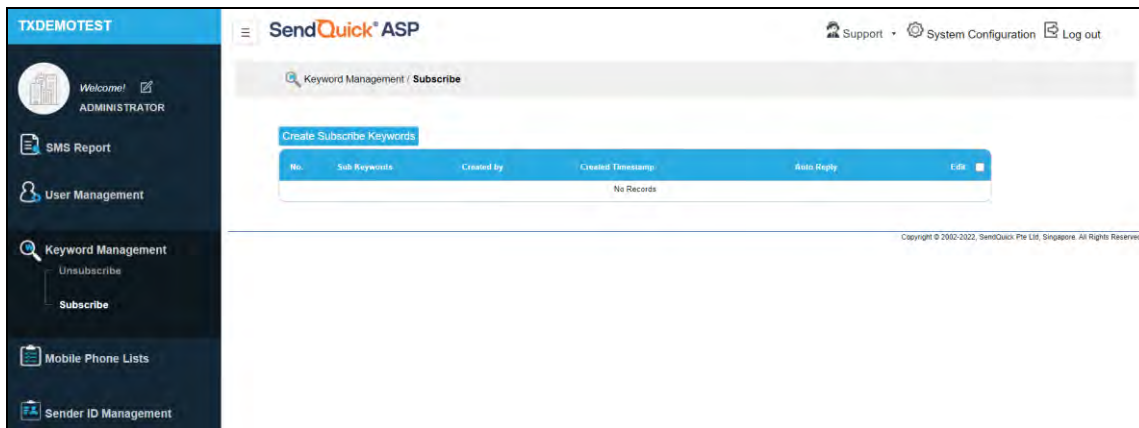 TXDEMOTEST
SendQuick® ASP
Support
System Configuration
Log out
Welcome!
ADMINISTRATOR
SMS Report
User Management
Keyword Management
Unsubscribe
Subscribe
Mobile Phone Lists
Sender ID Management
Keyword Management / Subscribe
Create Subscribe Keywords
No. Sub Keywords Created by Created Timestamp Auto Reply Edit
No Records
Copyright © 2002-2022, SendQuick Pte Ltd, Singapore. All Rights Reserve